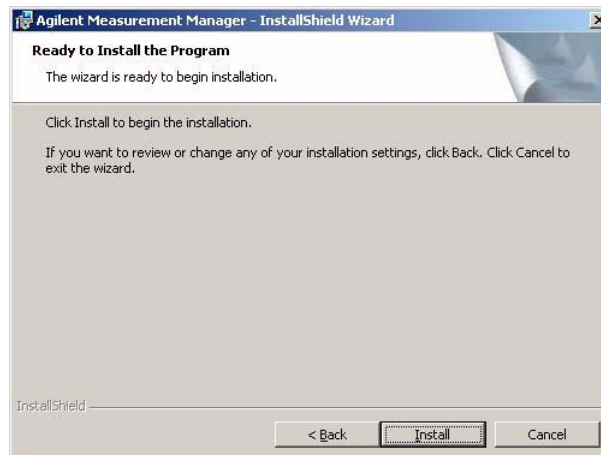 Agilent Measurement Manager - InstallShield Wizard
Ready to Install the Program
The wizard is ready to begin installation.
Click Install to begin the installation.
If you want to review or change any of your installation settings, click Back. Click Cancel to
exit the wizard.
InstallShield
< Back
Install
Cancel